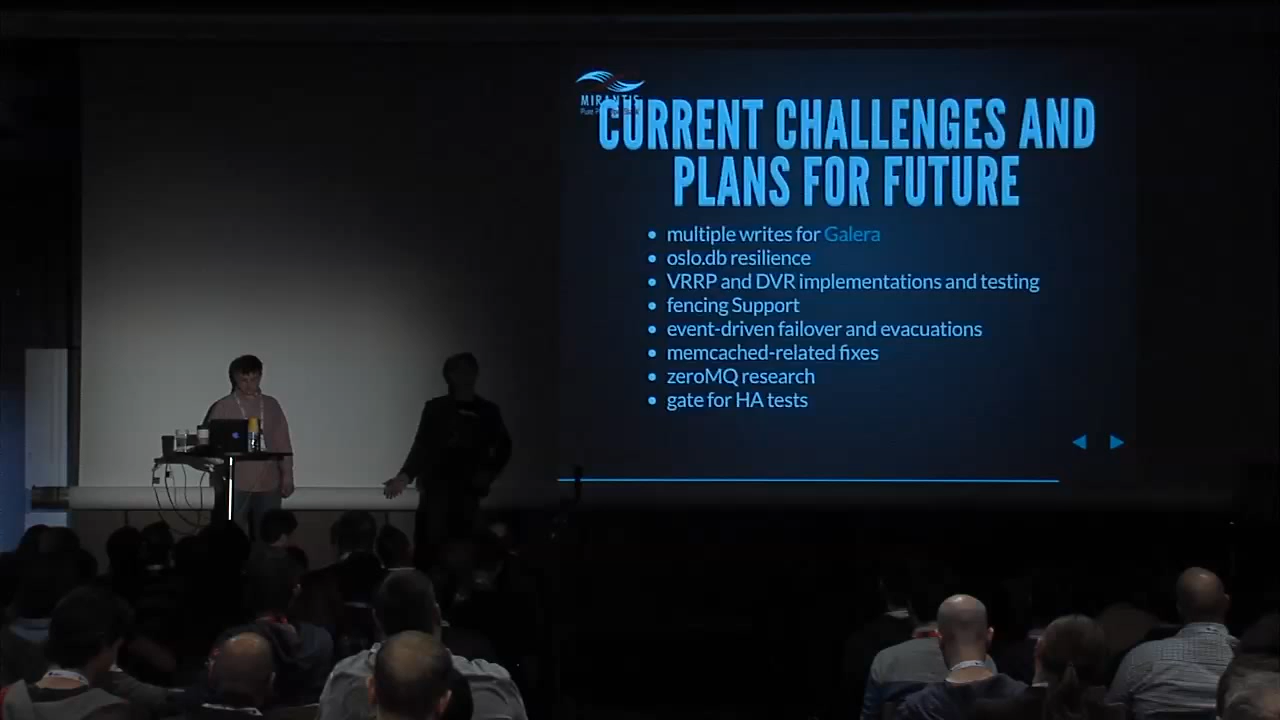 MIRANTIS
CURRENT CHALLENGES AND
PLANS FOR FUTURE
multiple writes for Galera
oslo.db resilience
VRRP and DVR implementations and testing
fencing Support
event-driven failover and evacuations
memcached-related fixes
zeroMQ research
gate for HA tests